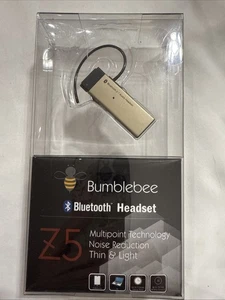 Bumblebee
Bluetooth® Headset
Z5
Multipoint Technology
Noise Reduction
Thin & Light